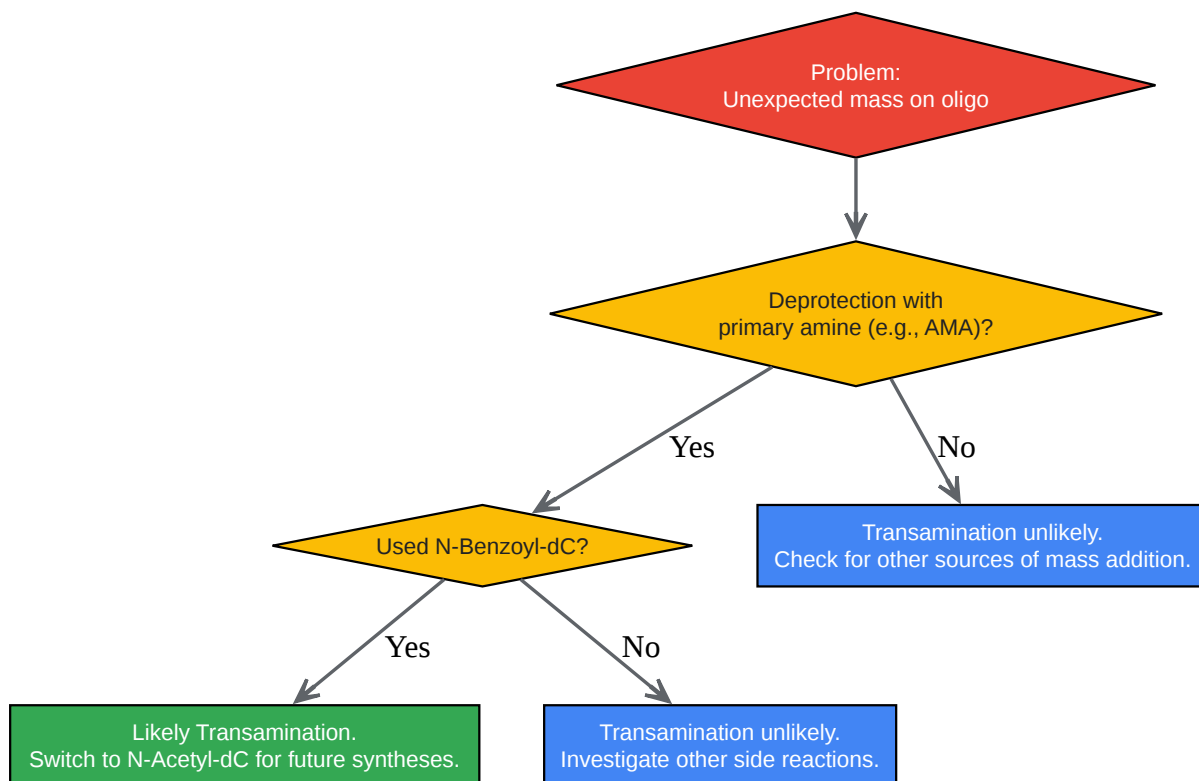 Problem:
Unexpected mass on oligo
Deprotection with
primary amine (e.g., AMA)?
Yes
No
Used N-Benzoyl-dC?
Transamination unlikely.
Check for other sources of mass addition.
Yes
No
Likely Transamination.
Switch to N-Acetyl-dC for future syntheses.
Transamination unlikely.
Investigate other side reactions.